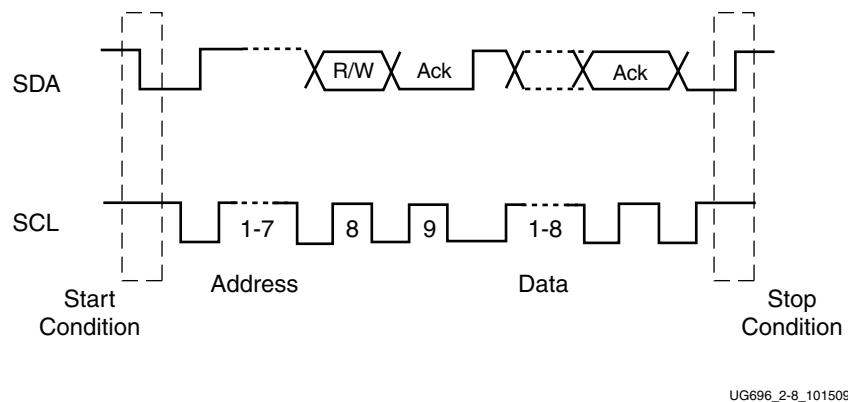 SDA
R/W
Ack
Ack
SCL
1-7
8
9
1-8
Address
Data
Start
Condition
Stop
Condition
UG696_2-8_101509